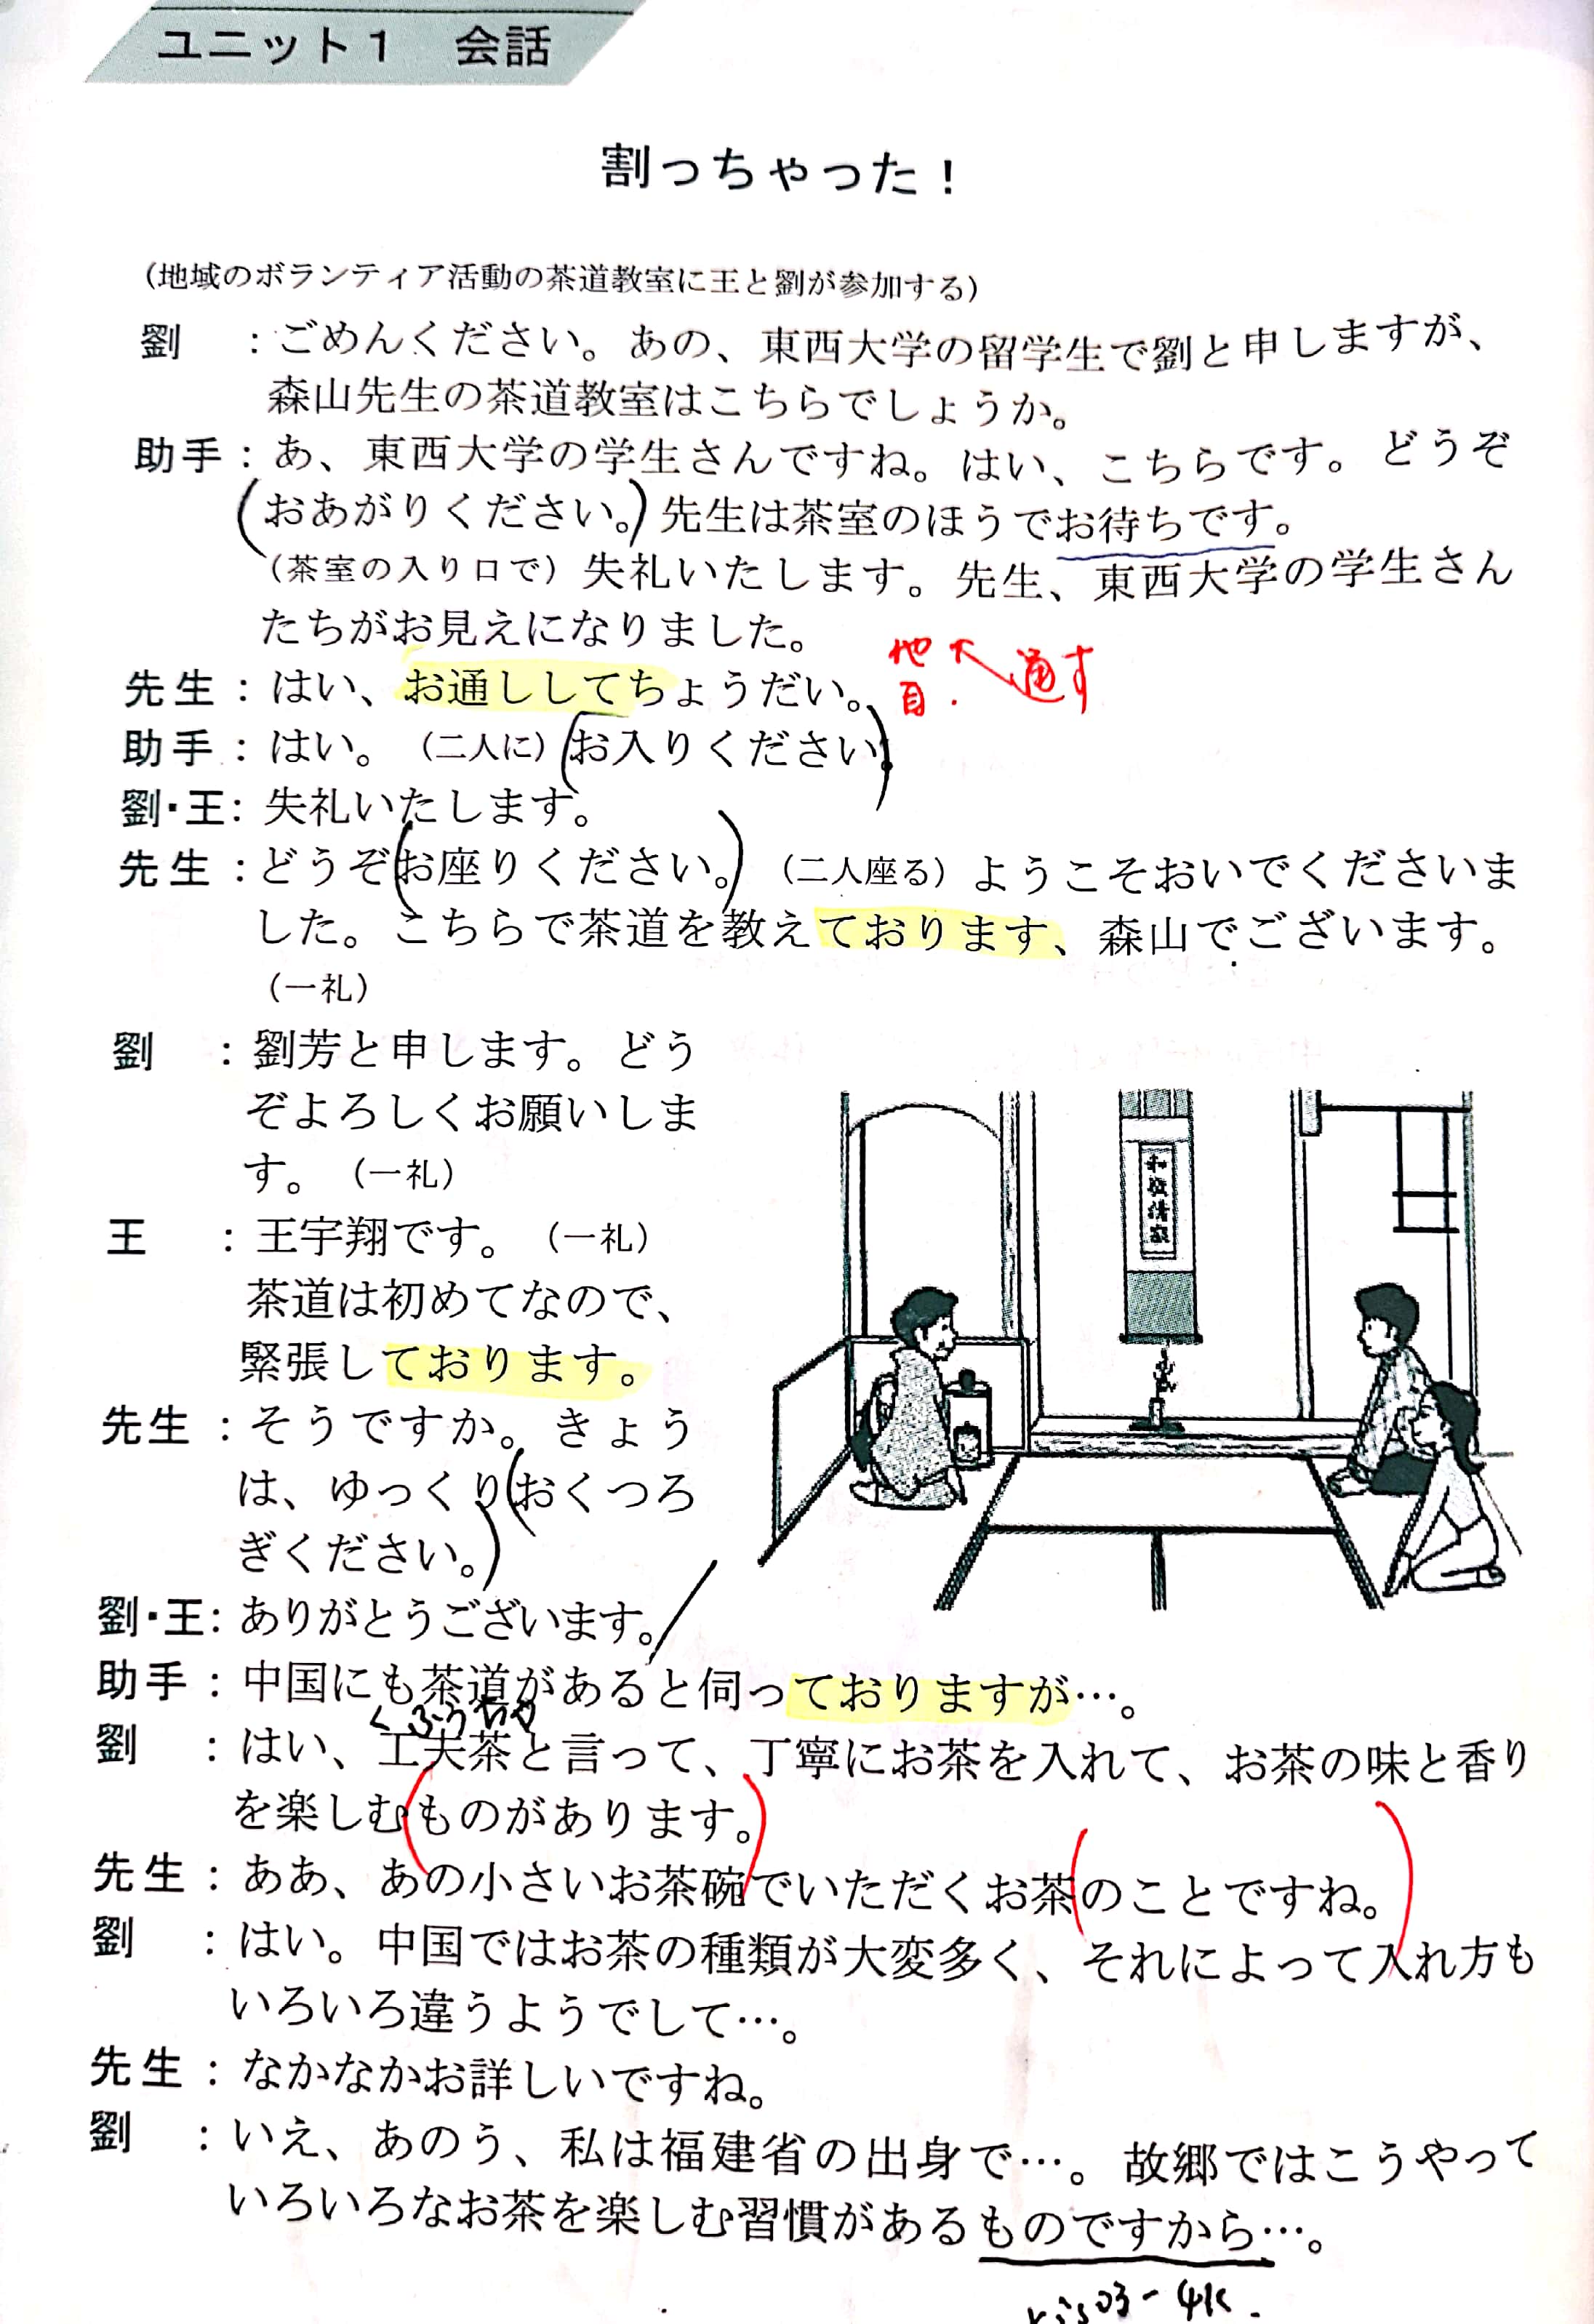 ユニット1　会話
割っちゃった！
（地域のボランティア活動の茶道教室に王と劉が参加する）
劉　：ごめんください。あの、東西大学の留学生で劉と申しますが、
森山先生の茶道教室はこちらでしょうか。
助手：あ、東西大学の学生さんですね。はい、こちらです。どうぞ
おあがりください。先生は茶室のほうでお待ちです。
（茶室の入り口で）失礼いたします。先生、東西大学の学生さん
たちがお見えになりました。
先生：はい、お通ししてちょうだい。
通す
助手：はい。（二人に）お入りください。
劉・王：失礼いたします。
先生：どうぞお座りください。（二人座る）ようこそおいでくださいま
した。こちらで茶道を教えております、森山でございます。
（一礼）
劉　：劉芳と申します。どう
ぞよろしくお願いしま
す。（一礼）
王　：王宇翔です。（一礼）
茶道は初めてなので、
緊張しております。
先生：そうですか。きょう
は、ゆっくりおくつろ
ぎください。
劉・王：ありがとうございます。
助手：中国にも茶道があると伺っておりますが…。
くふうちゃ
劉　：はい、工夫茶と言って、丁寧にお茶を入れて、お茶の味と香り
を楽しむものがあります。
先生：ああ、あの小さいお茶碗でいただくお茶のことですね。
劉　：はい。中国ではお茶の種類が大変多く、それによって入れ方も
いろいろ違うようでして…。
先生：なかなかお詳しいですね。
劉　：いえ、あのう、私は福建省の出身で…。故郷ではこうやって
いろいろなお茶を楽しむ習慣があるものですから…。